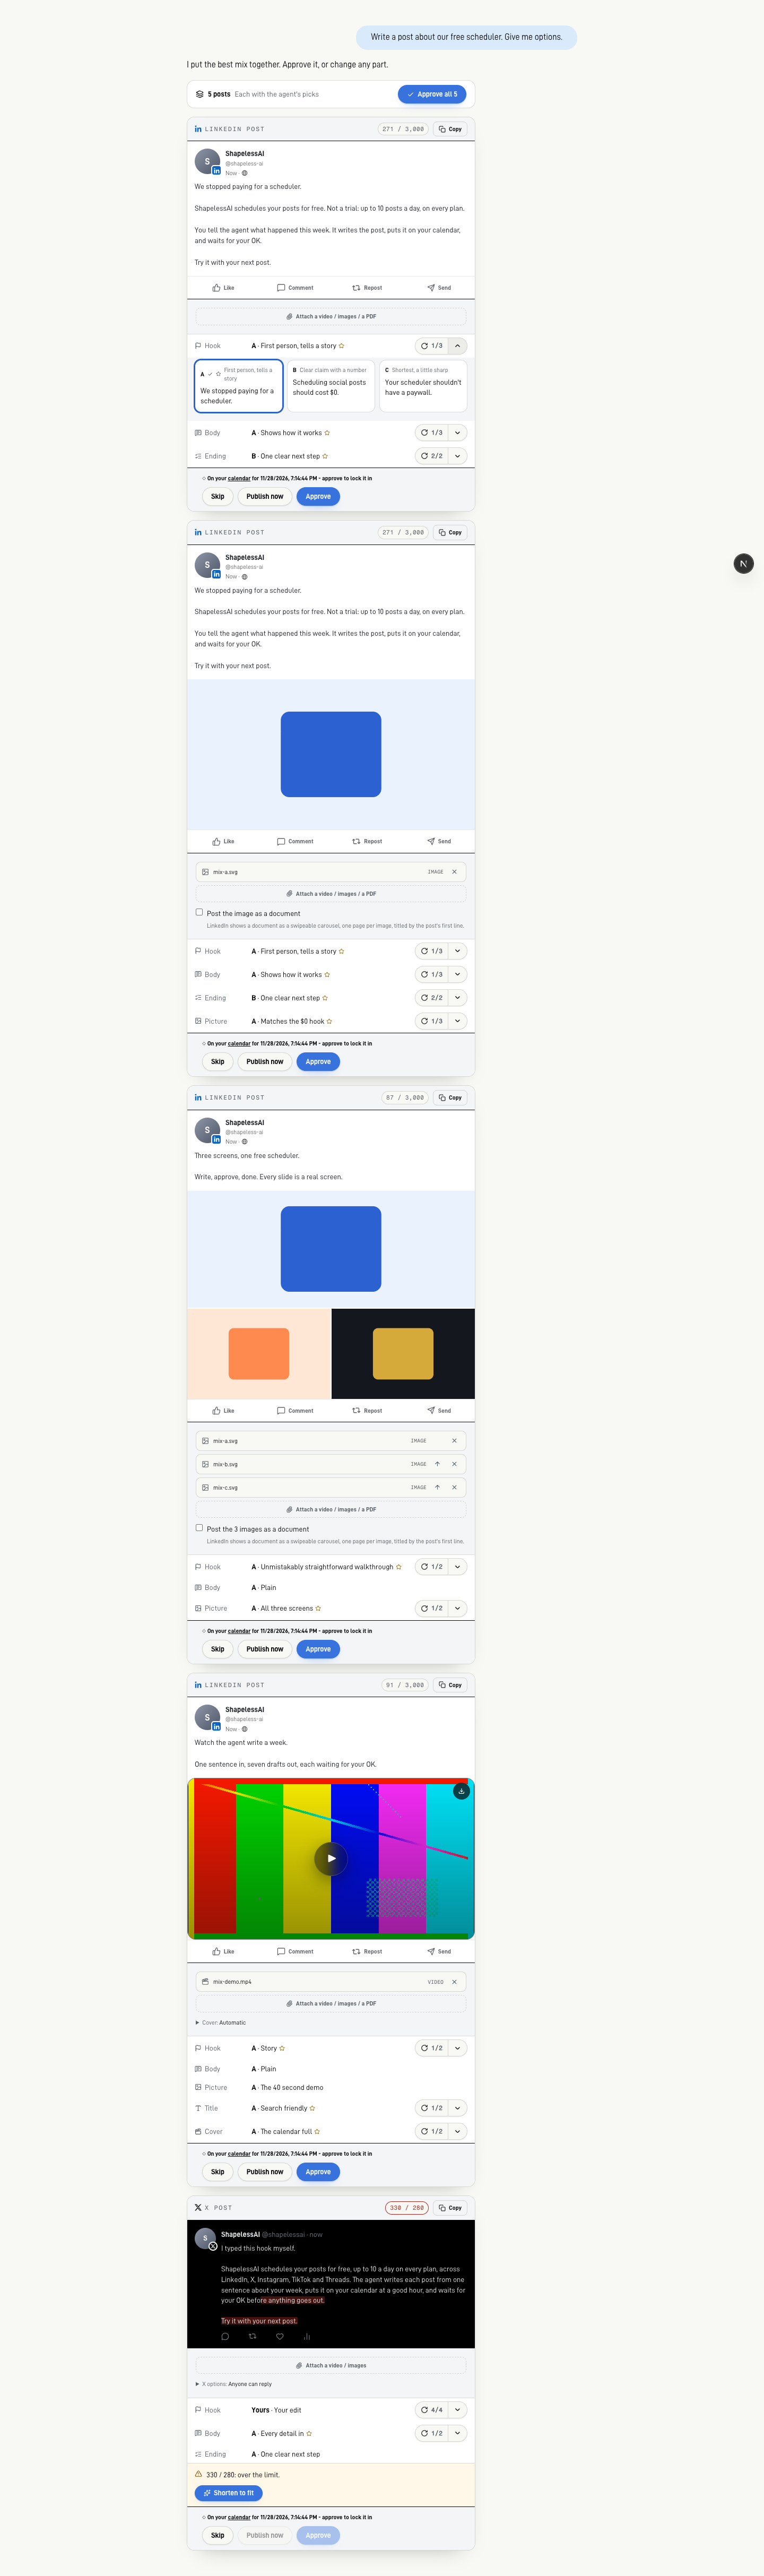 Write a post about our free scheduler. Give me options.
I put the best mix together. Approve it, or change any part.
5 posts Each with the agent's picks
Approve all 5
LINKEDIN POST
271 / 3,000
Copy
S
ShapelessAI
@shapeless-ai
Now ·
We stopped paying for a scheduler.
ShapelessAI schedules your posts for free. Not a trial: up to 10 posts a day, on every plan.
You tell the agent what happened this week. It writes the post, puts it on your calendar,
and waits for your OK.
Try it with your next post.
Like Comment Repost Send
Attach a video / images / a PDF
Hook A · First person, tells a story 1/3
A First person, tells a
story
We stopped paying for a
scheduler.
B Clear claim with a number
Scheduling social posts
should cost $0.
C Shortest, a little sharp
Your scheduler shouldn't
have a paywall.
Body A · Shows how it works 1/3
Ending B · One clear next step 2/2
On your calendar for 11/28/2026, 7:14:44 PM - approve to lock it in
Skip Publish now Approve
LINKEDIN POST
271 / 3,000
Copy
S
ShapelessAI
@shapeless-ai
Now ·
We stopped paying for a scheduler.
ShapelessAI schedules your posts for free. Not a trial: up to 10 posts a day, on every plan.
You tell the agent what happened this week. It writes the post, puts it on your calendar,
and waits for your OK.
Try it with your next post.
Like Comment Repost Send
mix-a.svg IMAGE
Attach a video / images / a PDF
Post the image as a document
LinkedIn shows a document as a swipeable carousel, one page per image, titled by the post's first line.
Hook A · First person, tells a story 1/3
Body A · Shows how it works 1/3
Ending B · One clear next step 2/2
Picture A · Matches the $0 hook 1/3
On your calendar for 11/28/2026, 7:14:44 PM - approve to lock it in
Skip Publish now Approve
LINKEDIN POST
87 / 3,000
Copy
S
ShapelessAI
@shapeless-ai
Now ·
Three screens, one free scheduler.
Write, approve, done. Every slide is a real screen.
Like Comment Repost Send
mix-a.svg IMAGE
mix-b.svg IMAGE
mix-c.svg IMAGE
Attach a video / images / a PDF
Post the 3 images as a document
LinkedIn shows a document as a swipeable carousel, one page per image, titled by the post's first line.
Hook A · Unmistakably straightforward walkthrough 1/2
Body A · Plain
Picture A · All three screens 1/2
On your calendar for 11/28/2026, 7:14:44 PM - approve to lock it in
Skip Publish now Approve
LINKEDIN POST
91 / 3,000
Copy
S
ShapelessAI
@shapeless-ai
Now ·
Watch the agent write a week.
One sentence in, seven drafts out, each waiting for your OK.
Like Comment Repost Send
mix-demo.mp4 VIDEO
Attach a video / images / a PDF
Cover: Automatic
Hook A · Story 1/2
Body A · Plain
Picture A · The 40 second demo
Title A · Search friendly 1/2
Cover A · The calendar full 1/2
On your calendar for 11/28/2026, 7:14:44 PM - approve to lock it in
Skip Publish now Approve
X POST
330 / 280
Copy
S
ShapelessAI @shapelessai · now
I typed this hook myself.
ShapelessAI schedules your posts for free, up to 10 a day on every plan, across
LinkedIn, X, Instagram, TikTok and Threads. The agent writes each post from one
sentence about your week, puts it on your calendar at a good hour, and waits for
your OK before anything goes out.
Try it with your next post.
Attach a video / images
X options: Anyone can reply
Hook Yours · Your edit 4/4
Body A · Every detail in 1/2
Ending A · One clear next step
330 / 280: over the limit.
Shorten to fit
On your calendar for 11/28/2026, 7:14:44 PM - approve to lock it in
Skip Publish now Approve